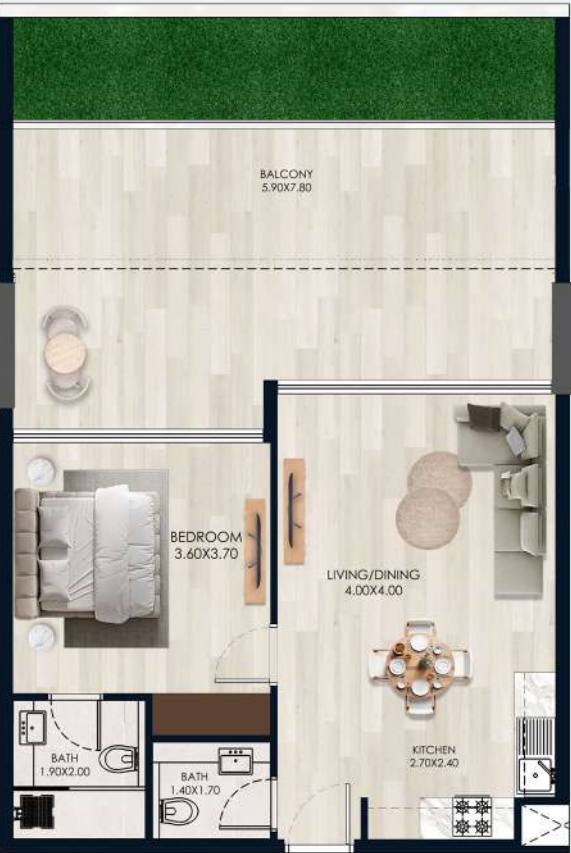 BALCONY
5.90X7.80
BEDROOM
3.60X3.70
LIVING/DINING
4.00X4.00
KITCHEN
2.70X2.40
BATH
1.90X2.00
BATH
1.40X1.70